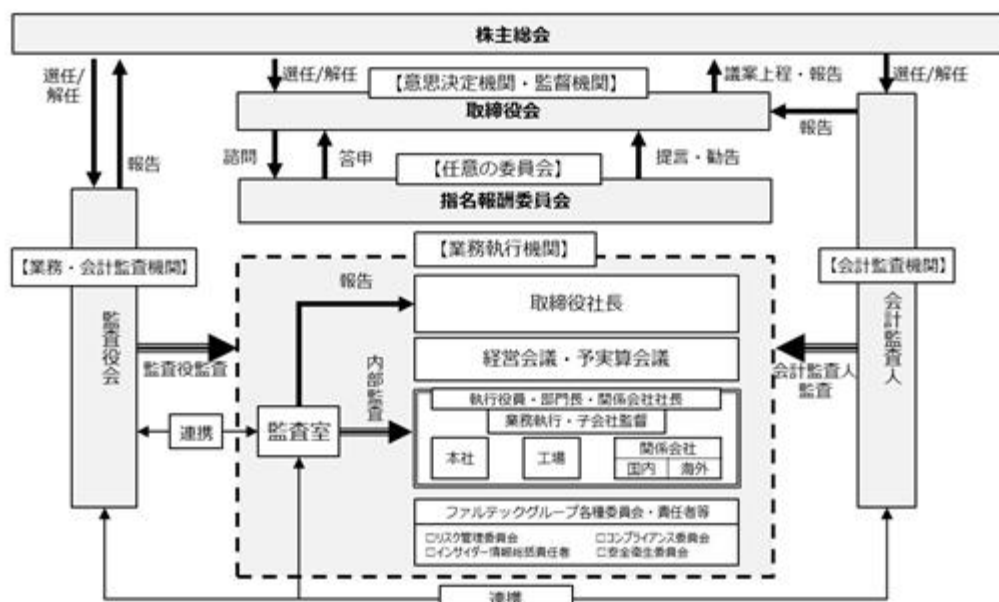 株主総会
選任/
解任
報告
選任/解任
【意思決定機関・監督機関】
議案上程・報告
選任/解任
取締役会
報告
諮問
答申
【任意の委員会】
提言・勧告
指名報酬委員会
【業務執行機関】
【業務・会計監査機関】
【会計監査機関】
報告
取締役社長
監査役会
会計監査人
監査役監査
経営会議・予実算会議
会計監査人
監査
内部監査
執行役員・部門長・関係会社社長
業務執行・子会社監督
連携
監査室
本社
工場
関係会社
国内 海外
ファルテックグループ各種委員会・責任者等
□リスク管理委員会 □コンプライアンス委員会
□インサイダー情報総括責任者 □安全衛生委員会
連携